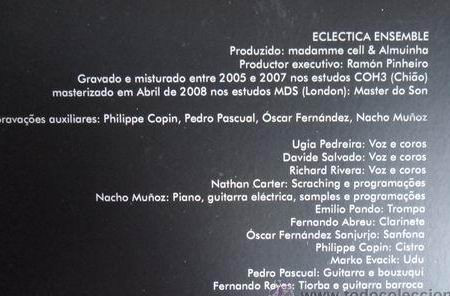 ECLECTICA ENSEMBLE
Produzido: madamme cell & Almuinha
Productor executivo: Ramón Pinheiro
Gravado e misturado entre 2005 e 2007 nos estudos COH3 (Chião)
masterizado em Abril de 2008 nos estudos MDS (London): Master do Son
ravações auxiliares: Philippe Copin, Pedro Pascual, Óscar Fernández, Nacho Muñoz
Ugia Pedreira: Voz e coros
Davide Salvado: Voz e coros
Richard Rivera: Voz e coros
Nathan Carter: Scraching e programações
Nacho Muñoz: Piano, guitarra eléctrica, samples e programações
Emilio Pando: Trompa
Fernando Abreu: Clarinete
Óscar Fernández Sanjurjo: Sanfona
Philippe Copin: Cistro
Marko Evacik: Udu
Pedro Pascual: Guitarra e bouzuqui
Fernando Reyes: Tiorba e guitarra barroca